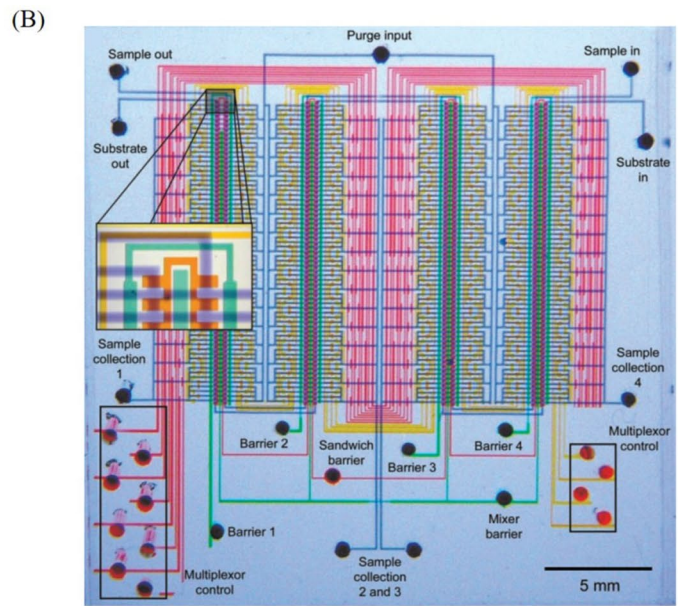 (B)
Purge input
Sample out
Sample in
Substrate
out
Substrate
in
Sample
collection
1
Sample
collection
4
Barrier 2
Sandwich
barrier
Barrier 3
Barrier 4
Multiplexor
control
Barrier 1
Mixer
barrier
Multiplexor
control
Sample
collection
2 and 3
5 mm